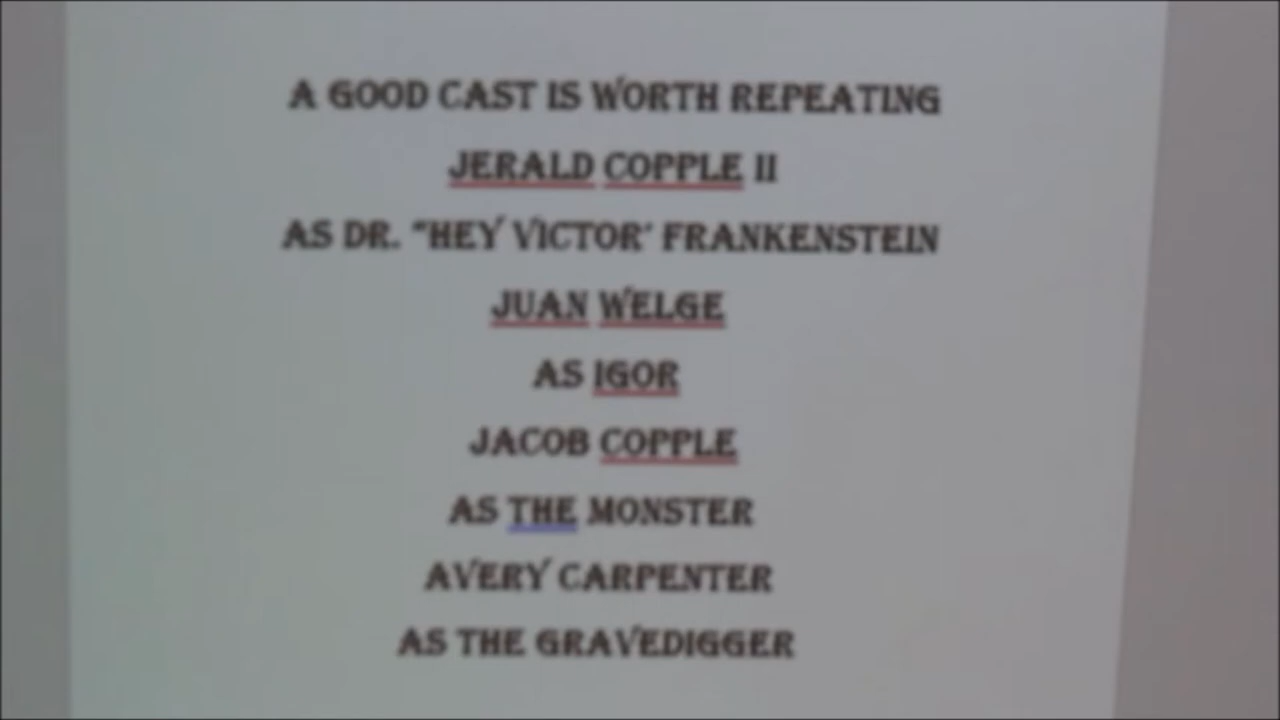 A GOOD CAST IS WORTH REPEATING
JERALD COPPLE II
AS DR. "HEY VICTOR' FRANKENSTEIN
JUAN WELGE
AS IGOR
JACOB COPPLE
AS THE MONSTER
AVERY CARPENTER
AS THE GRAVEDIGGER